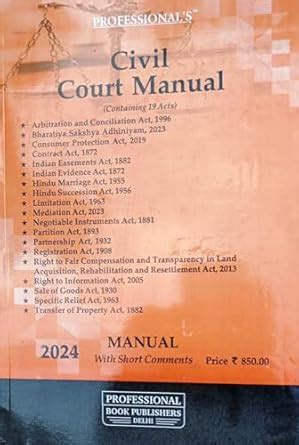 PROFESSIONAL'S™
Civil
Court Manual
(Containing 19 Acts)
★ Arbitration and Conciliation Act, 1996
★ Bharatiya Sakshya Adhiniyam, 2023
★ Consumer Protection Act, 2019
★ Contract Act, 1872
★ Indian Easements Act, 1882
★ Indian Evidence Act, 1872
★ Hindu Marriage Act, 1955
★ Hindu Succession Act, 1956
★ Limitation Act, 1963
★ Mediation Act, 2023
★ Negotiable Instruments Act, 1881
★ Partition Act, 1893
★ Partnership Act, 1932
★ Registration Act, 1908
★ Right to Fair Compensation and Transparency in Land
Acquisition, Rehabilitation and Resettlement Act, 2013
★ Right to Information Act, 2005
★ Sale of Goods Act, 1930
★ Specific Relief Act, 1963
★ Transfer of Property Act, 1882
2024
MANUAL
With Short Comments Price ₹ 850.00
PROFESSIONAL
BOOK PUBLISHERS
DELHI